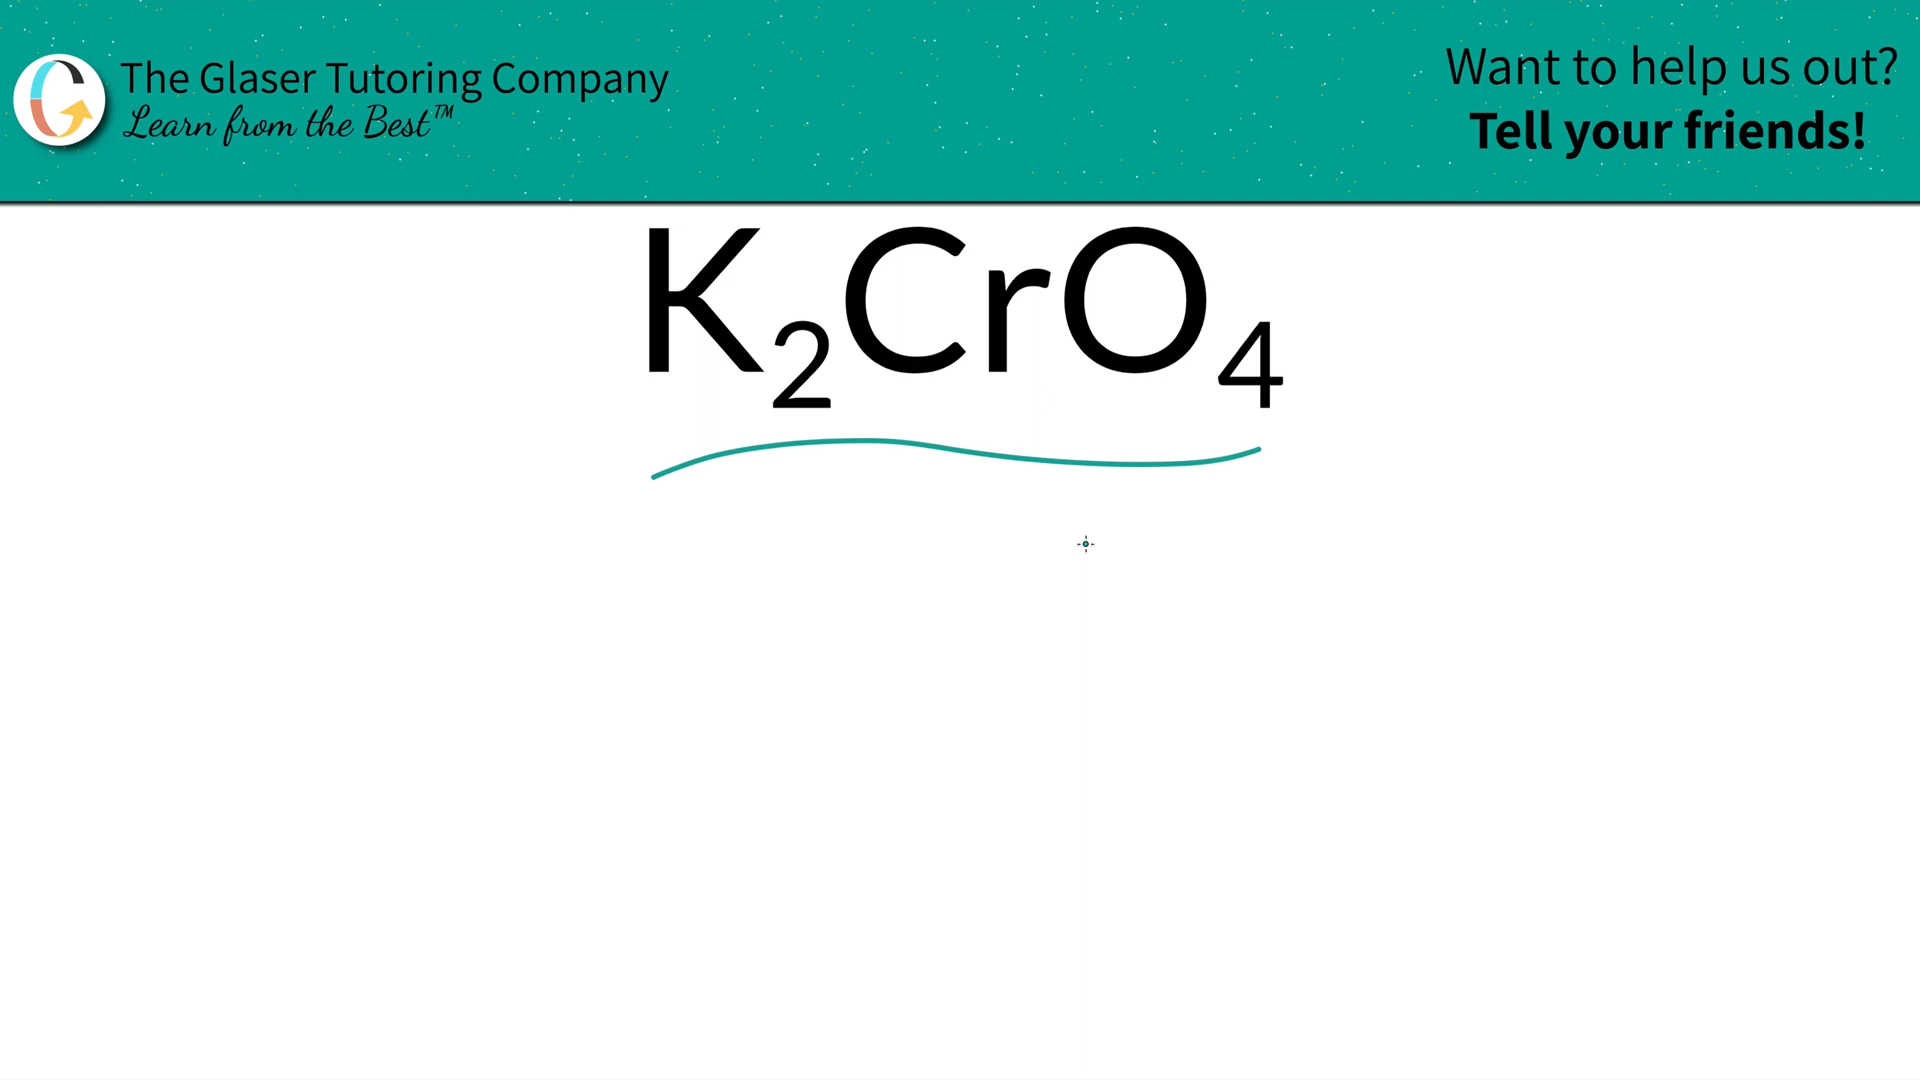 The Glaser Tutoring Company
Learn from the Best™
Want to help us out?
Tell your friends!
K₂CrO₄